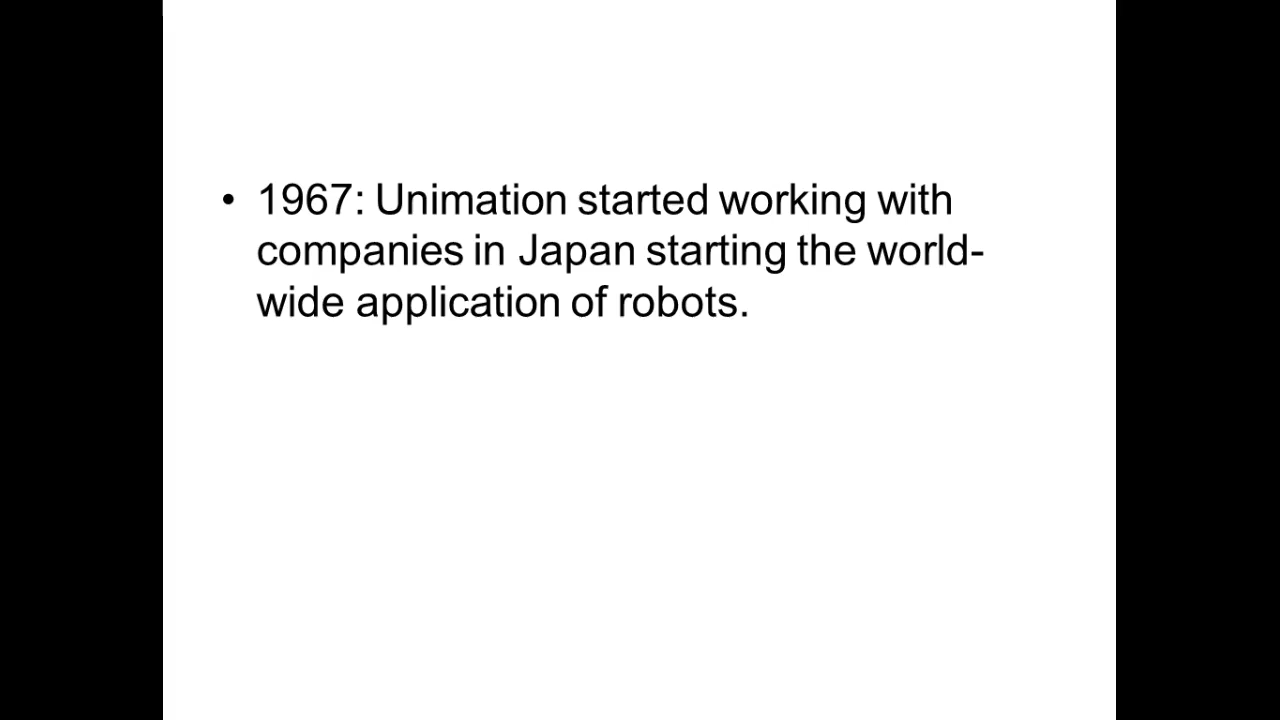 • 1967: Unimation started working with
companies in Japan starting the world-
wide application of robots.